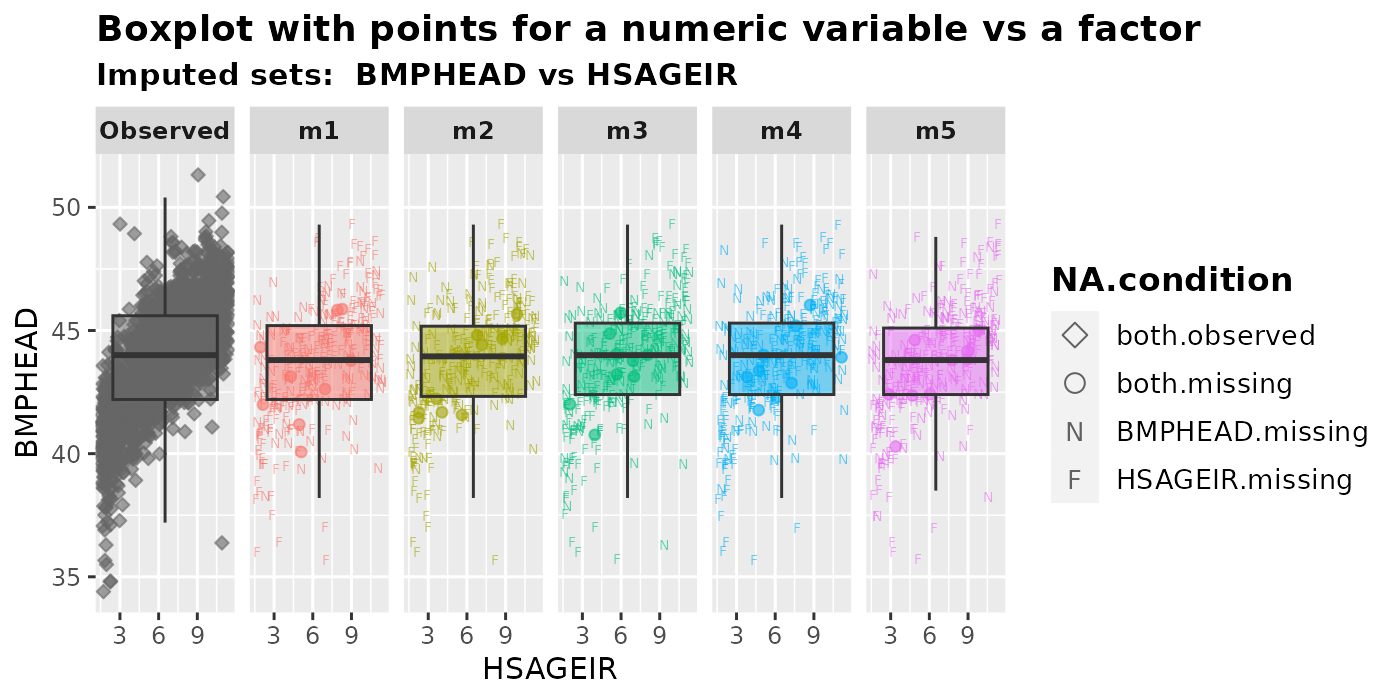 Boxplot with points for a numeric variable vs a factor
Imputed sets:  BMPHEAD vs HSAGEIR
Observed m1 m2 m3 m4 m5
50
45
40
35
BMPHEAD
3 6 9 3 6 9 3 6 9 3 6 9 3 6 9 3 6 9
HSAGEIR
NA.condition
both.observed
both.missing
N BMPHEAD.missing
F HSAGEIR.missing